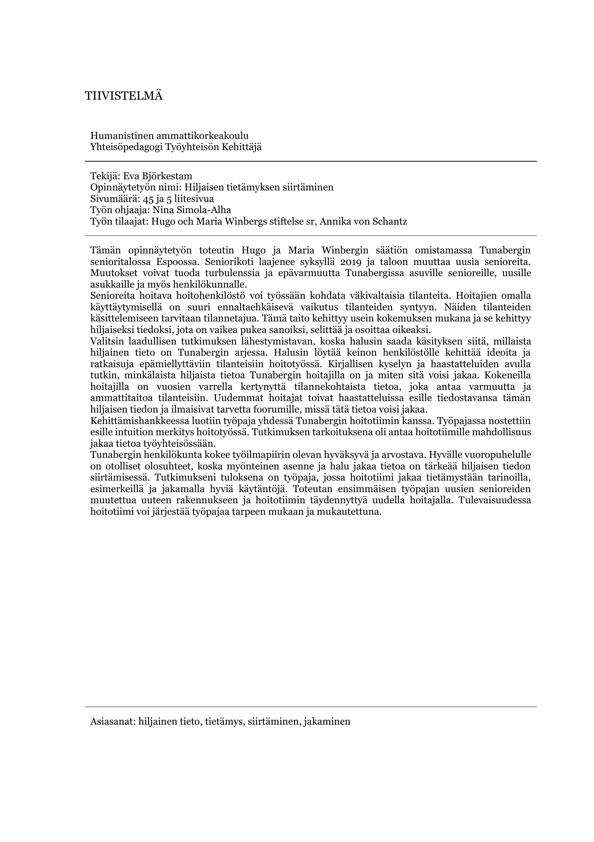 TIIVISTELMÄ
Humanistinen ammattikorkeakoulu
Yhteisöpedagogi Työyhteisön Kehittäjä
Tekijä: Eva Björkestam
Opinnäytetyön nimi: Hiljaisen tietämyksen siirtäminen
Sivumäärä: 45 ja 5 liitesivua
Työn ohjaaja: Nina Simola-Alha
Työn tilaajat: Hugo och Maria Winbergs stiftelse sr, Annika von Schantz
Tämän opinnäytetyön toteutin Hugo ja Maria Winbergin säätiön omistamassa Tunabergin
senioritalossa Espoossa. Seniorikoti laajenee syksyllä 2019 ja taloon muuttaa uusia senioreita.
Muutokset voivat tuoda turbulenssia ja epävarmuutta Tunabergissa asuville senioreille, uusille
asukkaille ja myös henkilökunnalle.
Senioreita hoitava hoitohenkilöstö voi työssään kohdata väkivaltaisia tilanteita. Hoitajien omalla
käyttäytymisellä on suuri ennaltaehkäisevä vaikutus tilanteiden syntyyn. Näiden tilanteiden
käsittelemiseen tarvitaan tilannetajua. Tämä taito kehittyy usein kokemuksen mukana ja se kehittyy
hiljaiseksi tiedoksi, jota on vaikea pukea sanoiksi, selittää ja osoittaa oikeaksi.
Valitsin laadullisen tutkimuksen lähestymistavan, koska halusin saada käsityksen siitä, millaista
hiljainen tieto on Tunabergin arjessa. Halusin löytää keinon henkilöstölle kehittää ideoita ja
ratkaisuja epämiellyttäviin tilanteisiin hoitotyössä. Kirjallisen kyselyn ja haastatteluiden avulla
tutkin, minkälaista hiljaista tietoa Tunabergin hoitajilla on ja miten sitä voisi jakaa. Kokeneilla
hoitajilla on vuosien varrella kertynyttä tilannekohtaista tietoa, joka antaa varmuutta ja
ammattitaitoa tilanteisiin. Uudemmat hoitajat toivat haastatteluissa esille tiedostavansa tämän
hiljaisen tiedon ja ilmaisivat tarvetta foorumille, missä tätä tietoa voisi jakaa.
Kehittämishankkeessa luotiin työpaja yhdessä Tunabergin hoitotiimin kanssa. Työpajassa nostettiin
esille intuition merkitys hoitotyössä. Tutkimuksen tarkoituksena oli antaa hoitotiimille mahdollisuus
jakaa tietoa työyhteisössään.
Tunabergin henkilökunta kokee työilmapiirin olevan hyväksyvä ja arvostava. Hyvälle vuoropuhelulle
on otolliset olosuhteet, koska myönteinen asenne ja halu jakaa tietoa on tärkeää hiljaisen tiedon
siirtämisessä. Tutkimukseni tuloksena on työpaja, jossa hoitotiimi jakaa tietämystään tarinoilla,
esimerkeillä ja jakamalla hyviä käytäntöjä. Toteutan ensimmäisen työpajan uusien senioreiden
muutettua uuteen rakennukseen ja hoitotiimin täydennyttyä uudella hoitajalla. Tulevaisuudessa
hoitotiimi voi järjestää työpajaa tarpeen mukaan ja mukautettuna.
Asiasanat: hiljainen tieto, tietämys, siirtäminen, jakaminen